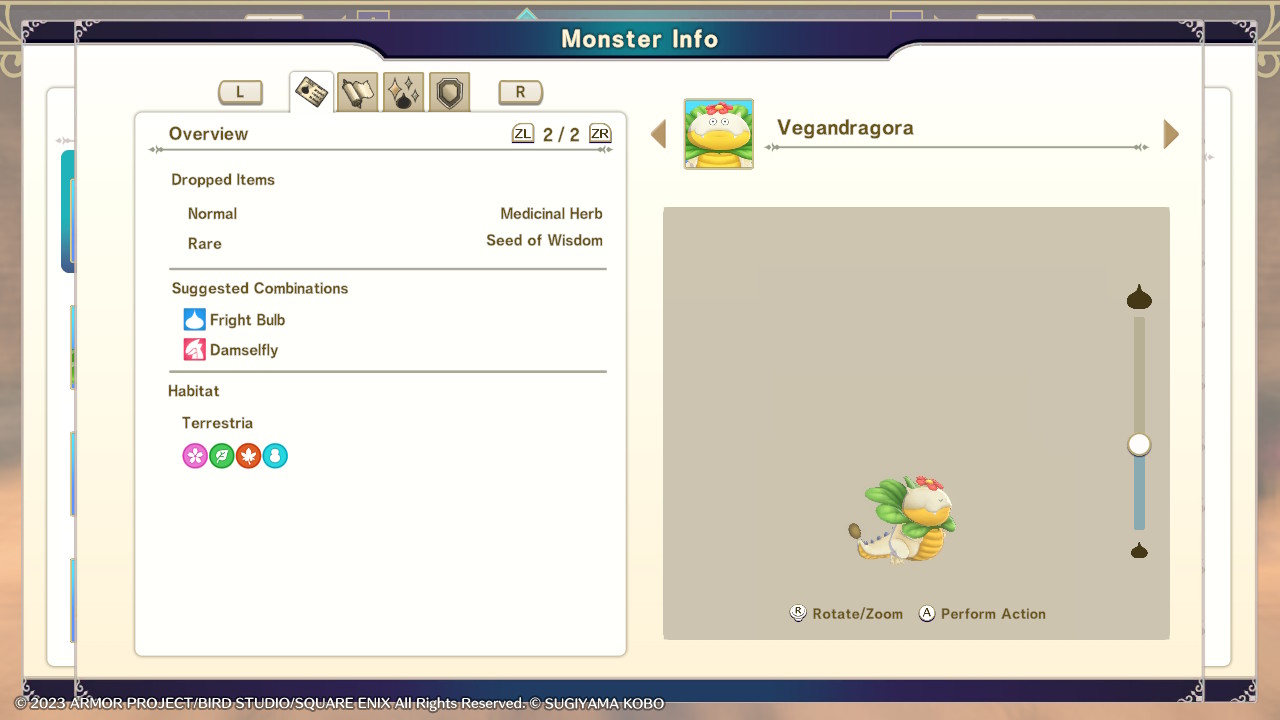 Monster Info
L
R
Overview
ZL 2 / 2 ZR
Dropped Items
Normal Medicinal Herb
Rare Seed of Wisdom
Suggested Combinations
Fright Bulb
Damselfly
Habitat
Terrestria
Vegandragora
R Rotate/Zoom A Perform Action
© 2023 ARMOR PROJECT/BIRD STUDIO/SQUARE ENIX All Rights Reserved. © SUGIYAMA KOBO